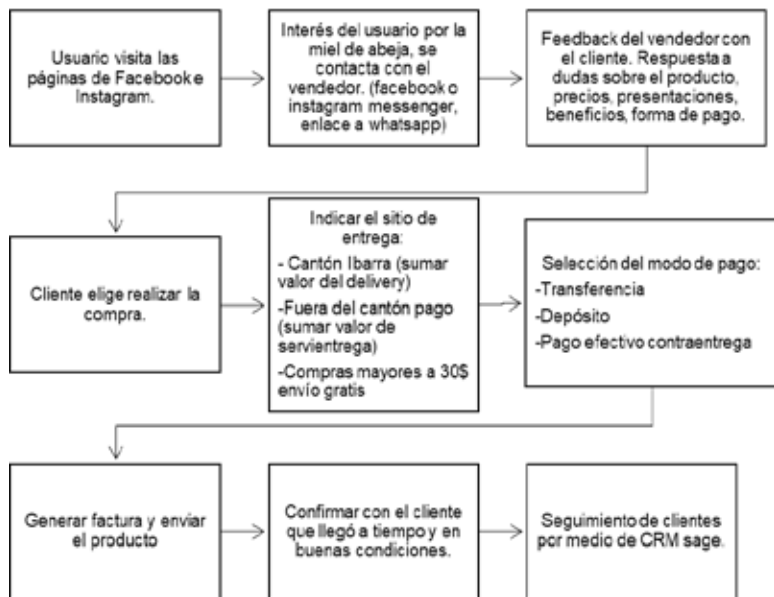 Usuario visita las
páginas de Facebook e
Instagram.
Interés del usuario por la
miel de abeja, se
contacta con el
vendedor. (facebook o
instagram messenger,
enlace a whatsapp)
Feedback del vendedor con
el cliente. Respuesta a
dudas sobre el producto,
precios, presentaciones,
beneficios, forma de pago.
Cliente elige realizar la
compra.
Indicar el sitio de
entrega:
- Cantón Ibarra (sumar
valor del delivery)
-Fuera del cantón pago
(sumar valor de
servientrega)
-Compras mayores a 30$
envío gratis
Selección del modo de pago:
-Transferencia
-Depósito
-Pago efectivo contraentrega
Generar factura y enviar
el producto
Confirmar con el cliente
que llegó a tiempo y en
buenas condiciones.
Seguimiento de clientes
por medio de CRM sage.